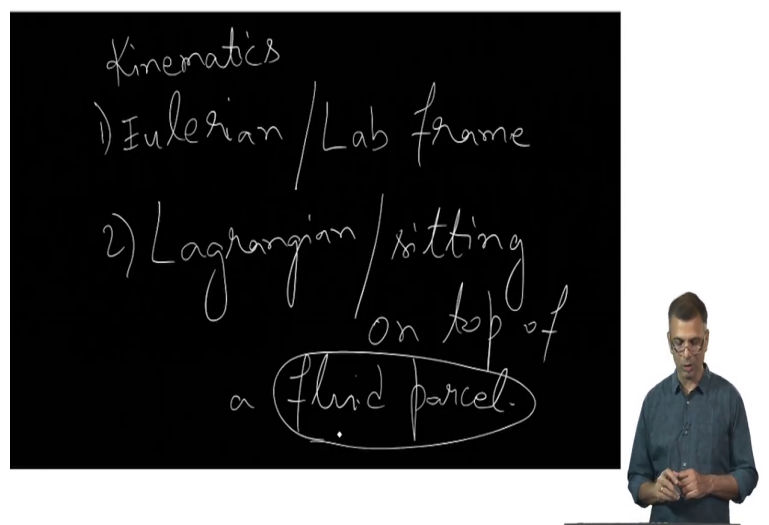 Kinematics
1) Eulerian / Lab frame
2) Lagrangian / sitting
on top of
a fluid parcel.